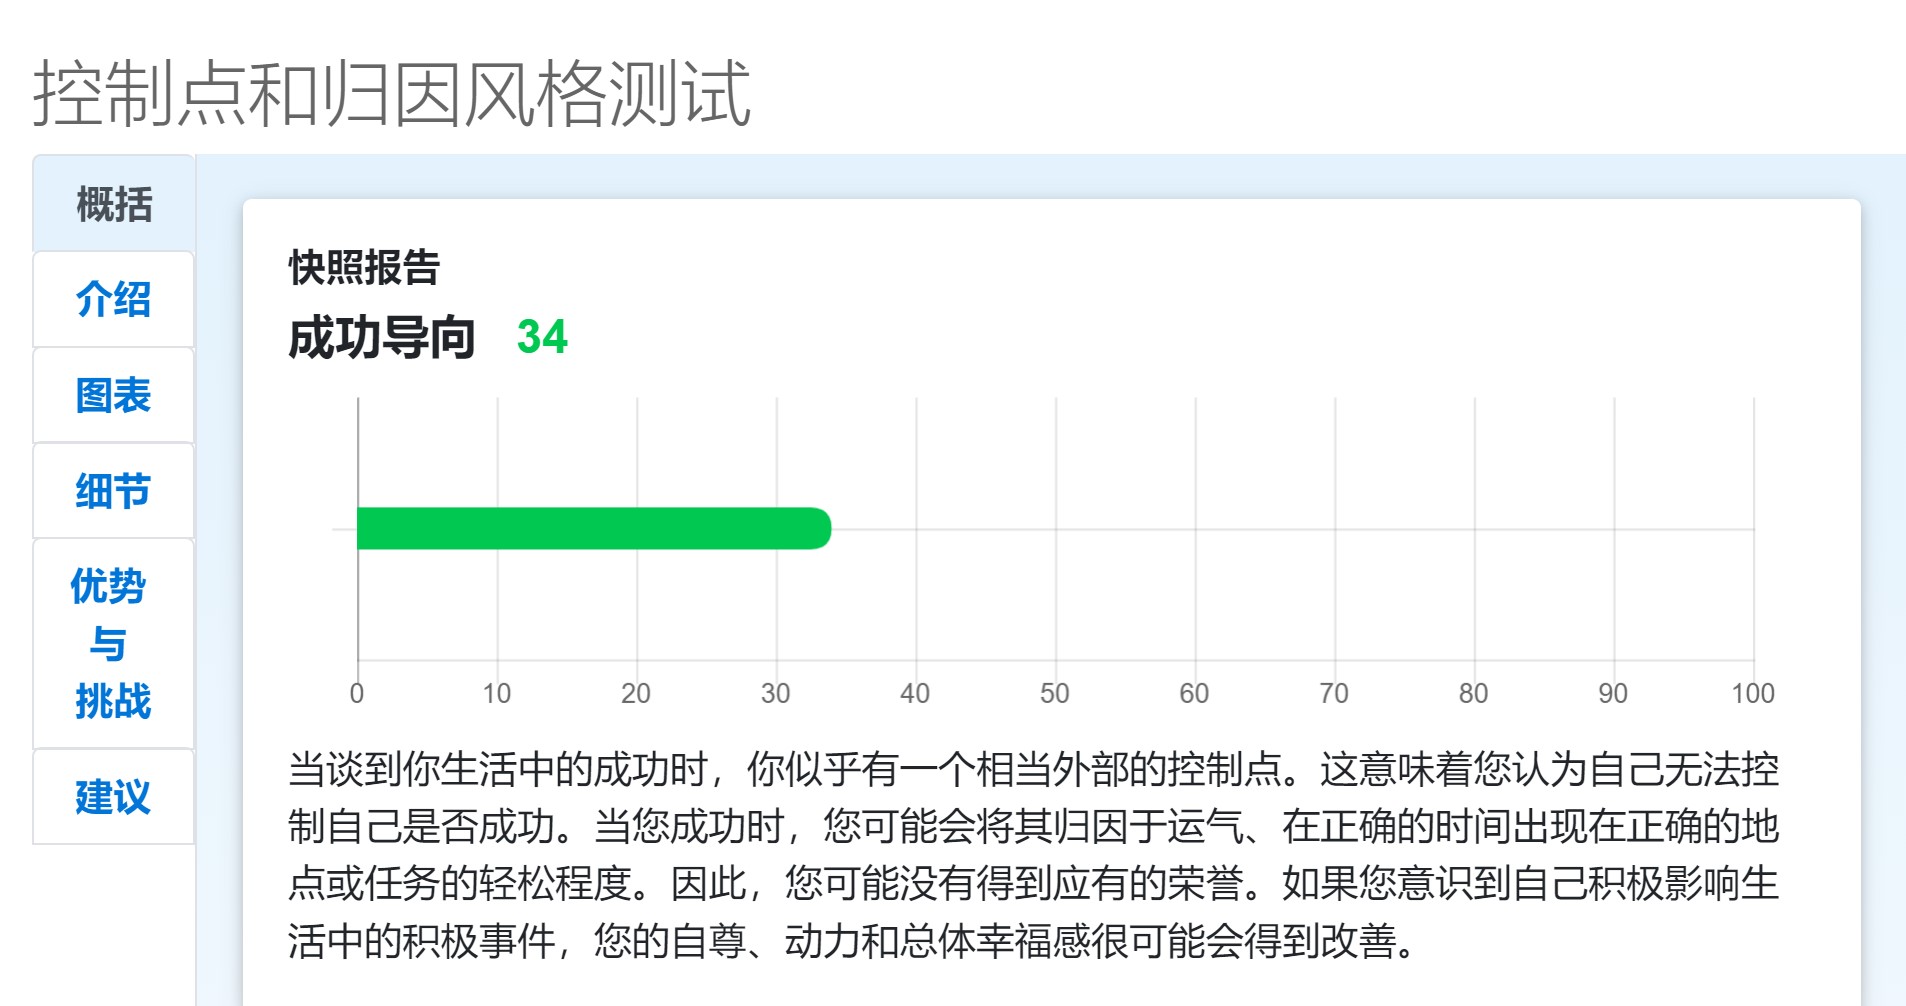 控制点和归因风格测试
概括
介绍
图表
细节
优势
与
挑战
建议
快照报告
成功导向 34
0 10 20 30 40 50 60 70 80 90 100
当谈到你生活中的成功时，你似乎有一个相当外部的控制点。这意味着您认为自己无法控
制自己是否成功。当您成功时，您可能会将其归因于运气、在正确的时间出现在正确的地
点或任务的轻松程度。因此，您可能没有得到应有的荣誉。如果您意识到自己积极影响生
活中的积极事件，您的自尊、动力和总体幸福感很可能会得到改善。